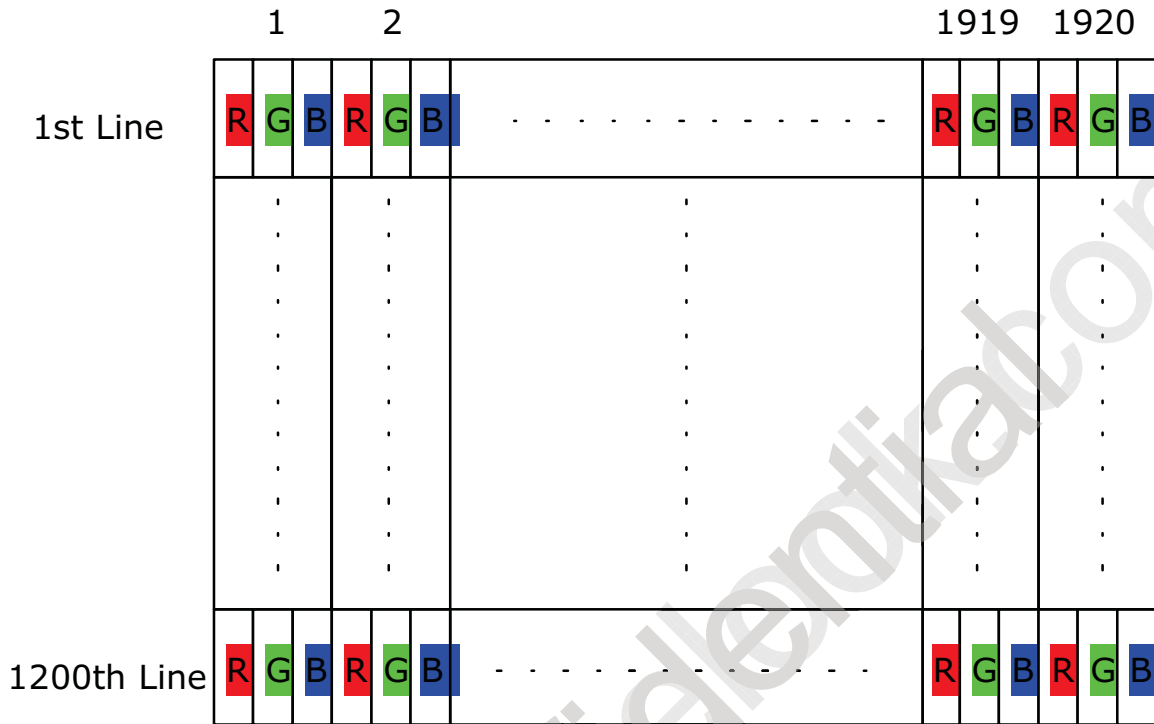 1 2 1919 1920
1st Line R G B R G B - - - - - - - - - - - - R G B R G B
1200th Line R G B R G B - - - - - - - - - - - - R G B R G B